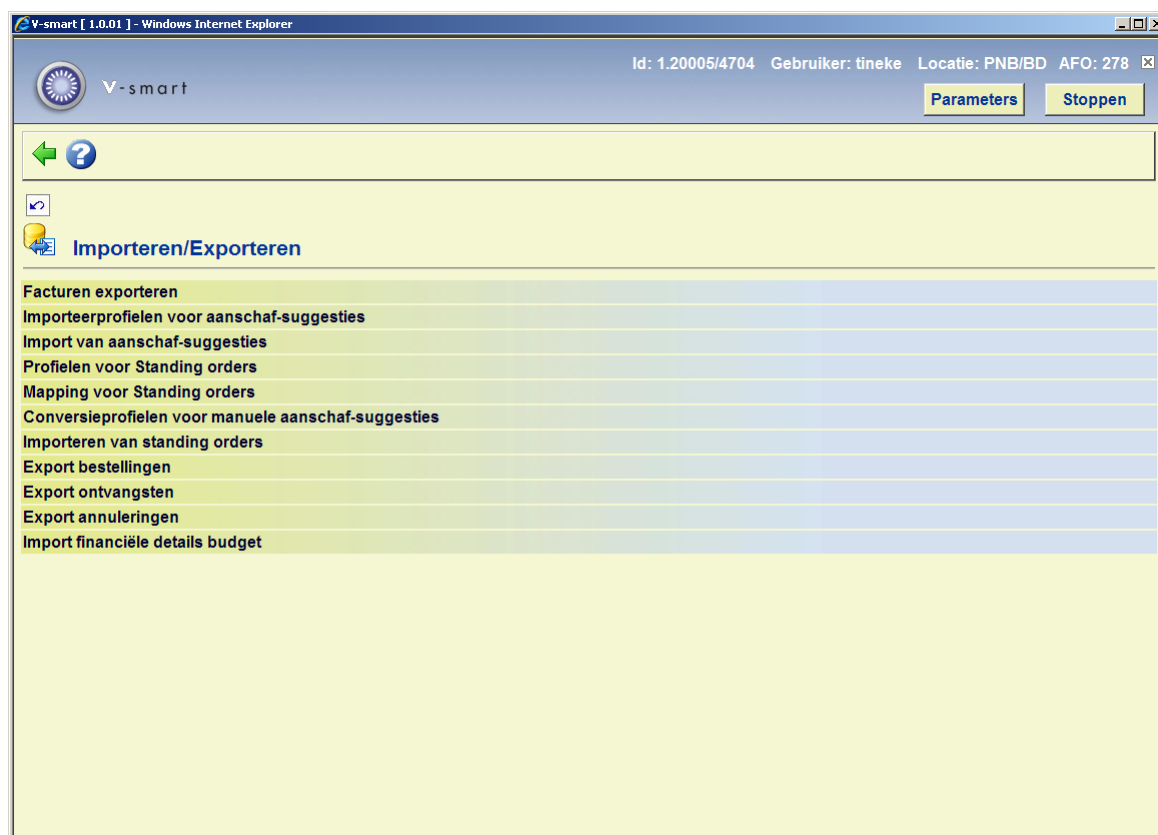 V-smart [ 1.0.01 ] - Windows Internet Explorer
Id: 1.20005/4704 Gebruiker: tineke Locatie: PNB/BD AFO: 278
V-smart
Parameters Stoppen
Importeren/Exporteren
Facturen exporteren
Importeerprofielen voor aanschaf-suggesties
Import van aanschaf-suggesties
Profielen voor Standing orders
Mapping voor Standing orders
Conversieprofielen voor manuele aanschaf-suggesties
Importeren van standing orders
Export bestellingen
Export ontvangsten
Export annuleringen
Import financiële details budget